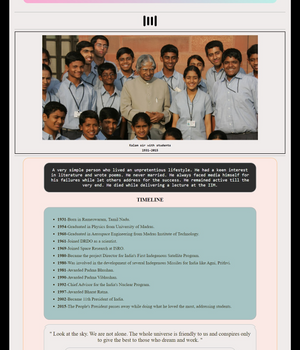 Kalam sir with students
1931-2015
A very simple person who lived an unpretentious lifestyle. He had a keen interest
in literature and wrote poems. He never married. He always faced media himself for
his failures while let others address for the success. He remained active till the
very end. He died while delivering a lecture at the IIM.
TIMELINE
1931-Born in Rameswaram, Tamil Nadu.
1954-Graduated in Physics from University of Madras.
1960-Graduated in Aerospace Engineering from Madras Institute of Technology.
1961-Joined DRDO as a scientist.
1969-Joined Space Research at ISRO.
1980-Became the project Director for India's First Indigenous Satellite Program.
1980-Was involved in the development of several Indigenous Missiles for India like Agni, Prithvi.
1981-Awarded Padma Bhushan.
1990-Awarded Padma Vibhushan.
1992-Chief Advisor for the India's Nuclear Program.
1997-Awarded Bharat Ratna.
2002-Became 11th President of India.
2015-The People's President passes away while doing what he loved the most, addressing students.
" Look at the sky. We are not alone. The whole universe is friendly to us and conspires only
to give the best to those who dream and work. "